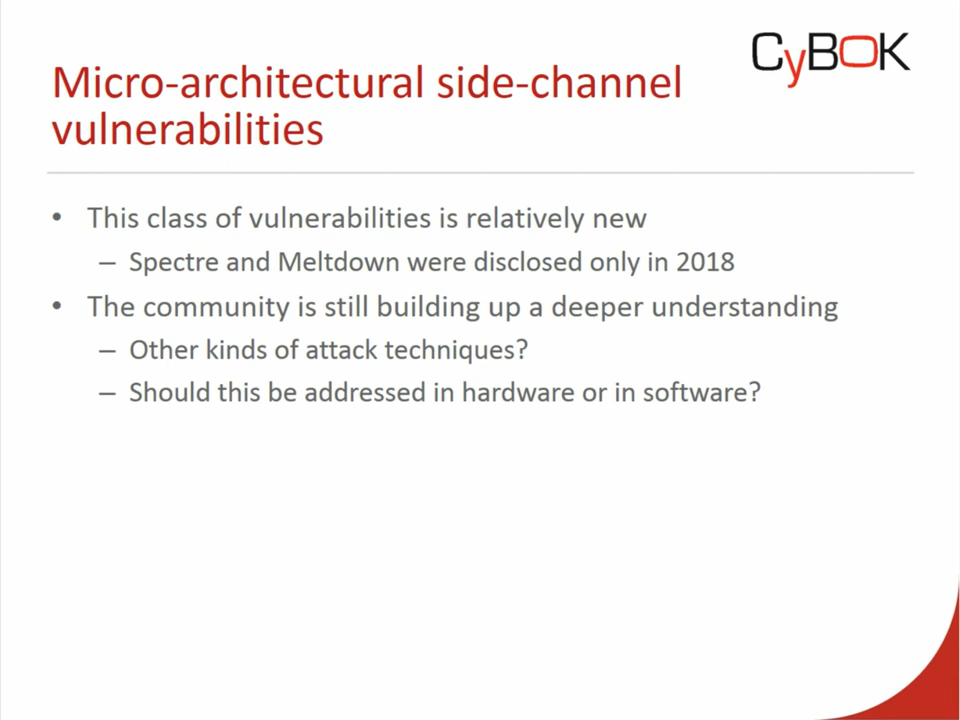 CyBOK
Micro-architectural side-channel
vulnerabilities
• This class of vulnerabilities is relatively new
– Spectre and Meltdown were disclosed only in 2018
• The community is still building up a deeper understanding
– Other kinds of attack techniques?
– Should this be addressed in hardware or in software?